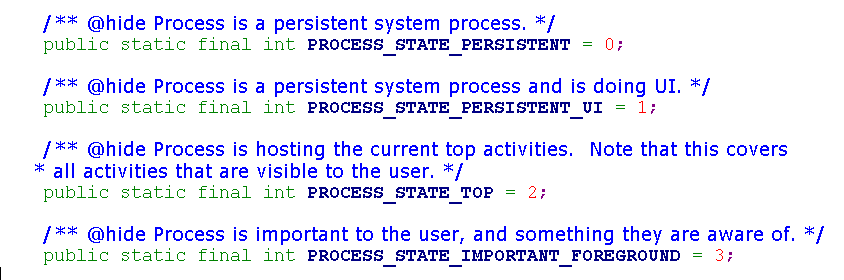 /** @hide Process is a persistent system process. */
public static final int PROCESS_STATE_PERSISTENT = 0;
/** @hide Process is a persistent system process and is doing UI. */
public static final int PROCESS_STATE_PERSISTENT_UI = 1;
/** @hide Process is hosting the current top activities.  Note that this covers
* all activities that are visible to the user. */
public static final int PROCESS_STATE_TOP = 2;
/** @hide Process is important to the user, and something they are aware of. */
public static final int PROCESS_STATE_IMPORTANT_FOREGROUND = 3;